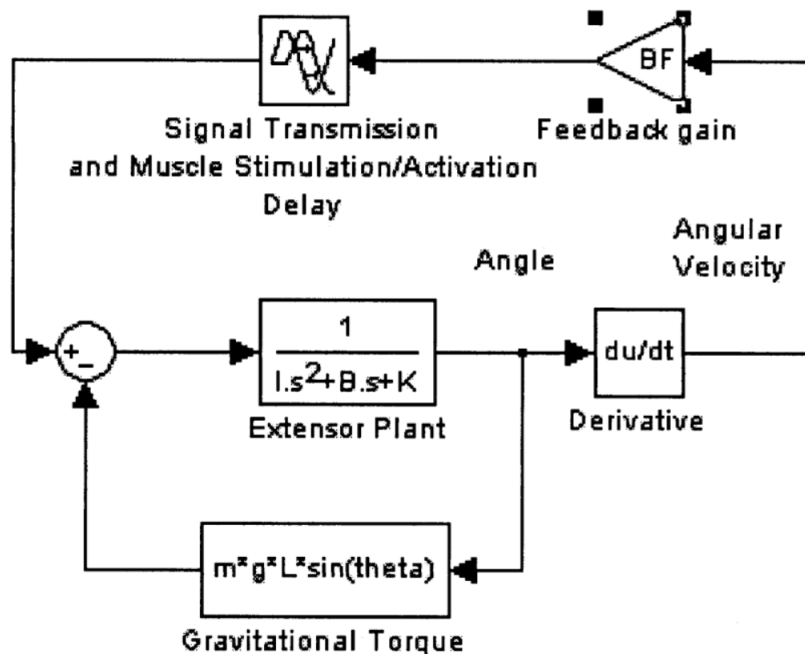 BF
Signal Transmission
and Muscle Stimulation/Activation
Delay
Feedback gain
Angle
Angular
Velocity
+
-
1
I.s²+B.s+K
Extensor Plant
du/dt
Derivative
m*g*L*sin(theta)
Gravitational Torque